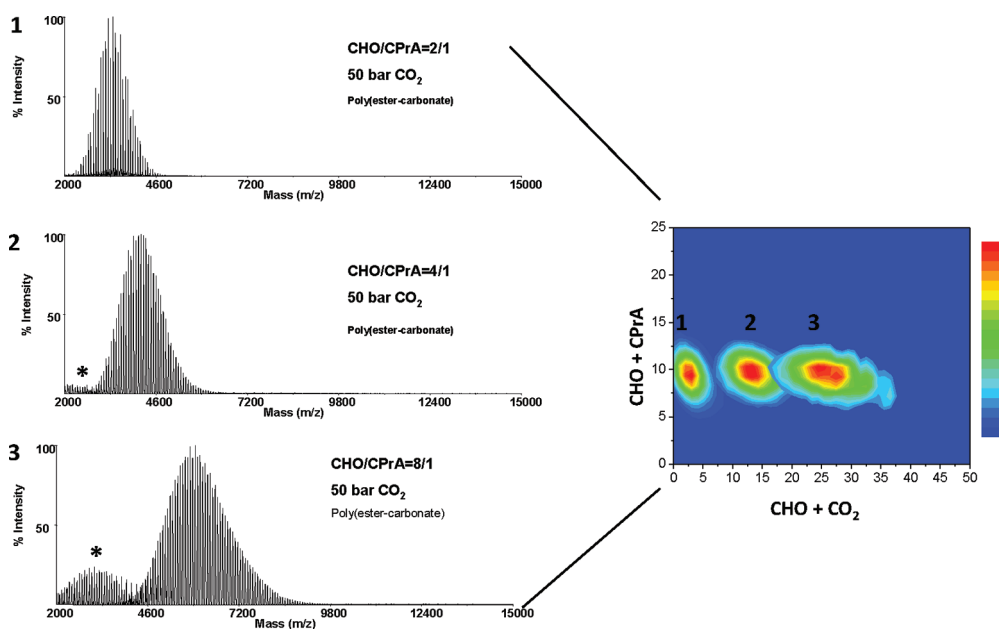 1
100
50
% Intensity
CHO/CPrA=2/1
50 bar CO₂
Poly(ester-carbonate)
2000 4600 7200 9800 12400 15000
Mass (m/z)
2
100
50
% Intensity
*
CHO/CPrA=4/1
50 bar CO₂
Poly(ester-carbonate)
2000 4600 7200 9800 12400 15000
Mass (m/z)
3
100
50
% Intensity
*
CHO/CPrA=8/1
50 bar CO₂
Poly(ester-carbonate)
2000 4600 7200 9800 12400 15000
Mass (m/z)
25
20
15
10
5
0
CHO + CPrA
1 2 3
0 5 10 15 20 25 30 35 40 45 50
CHO + CO₂